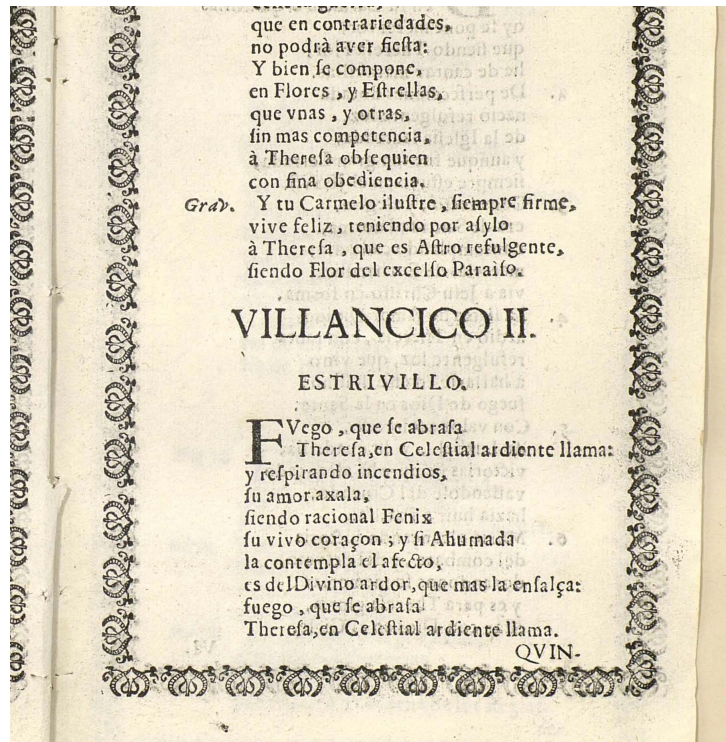 que en contrariedades,
no podrà aver fiesta:
Y bien ſe compone,
en Flores, y Eſtrellas,
que vnas, y otras,
ſin mas competencia,
à Thereſa obſequien
con fina obediencia.
Grav. Y tu Carmelo iluſtre, ſiempre firme,
vive feliz, teniendo por aſylo
à Thereſa, que es Aſtro refulgente,
ſiendo Flor del excelſo Paraiſo.
VILLANCICO II.
ESTRIVILLO.
FVego, que ſe abraſa
Thereſa, en Celeſtial ardiente llama:
y reſpirando incendios,
ſu amor axala,
ſiendo racional Fenix
ſu vivo coraçon; y ſi Ahumada
la contempla el afecto,
es del Divino ardor, que mas la enſalça:
fuego, que ſe abraſa
Thereſa, en Celeſtial ardiente llama.
QVIN-